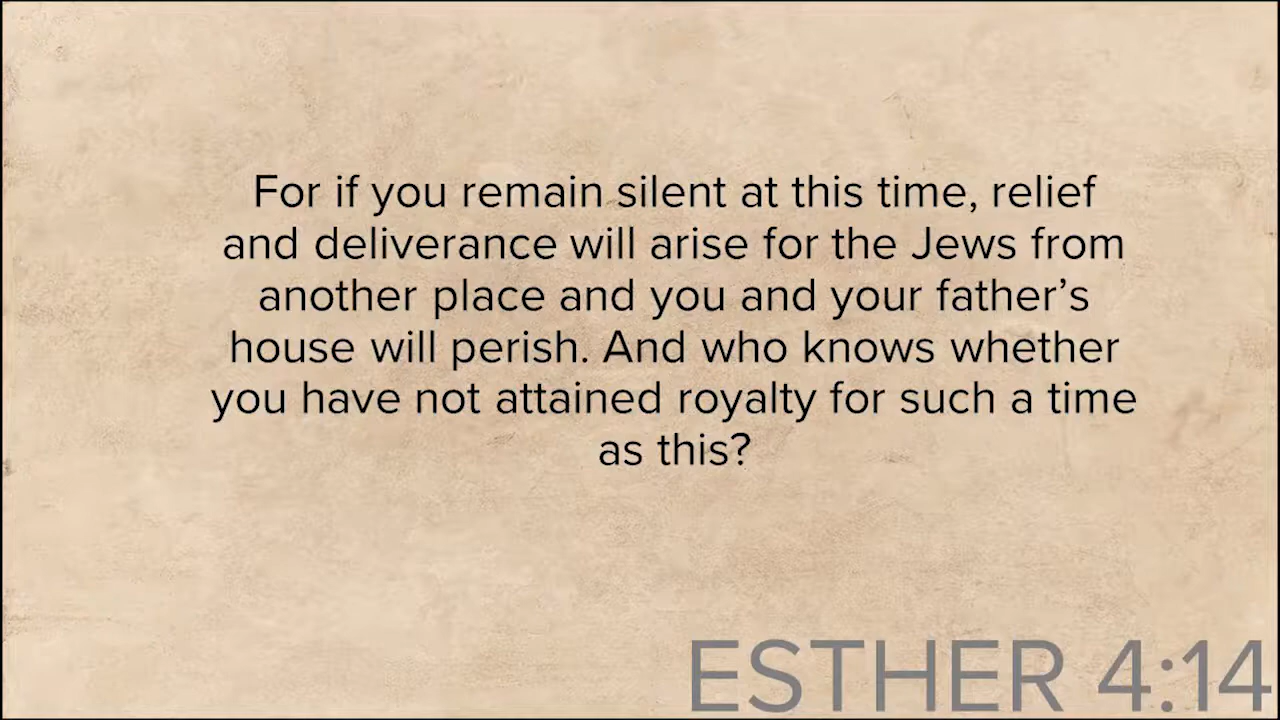 For if you remain silent at this time, relief
and deliverance will arise for the Jews from
another place and you and your father’s
house will perish. And who knows whether
you have not attained royalty for such a time
as this?
ESTHER 4:14